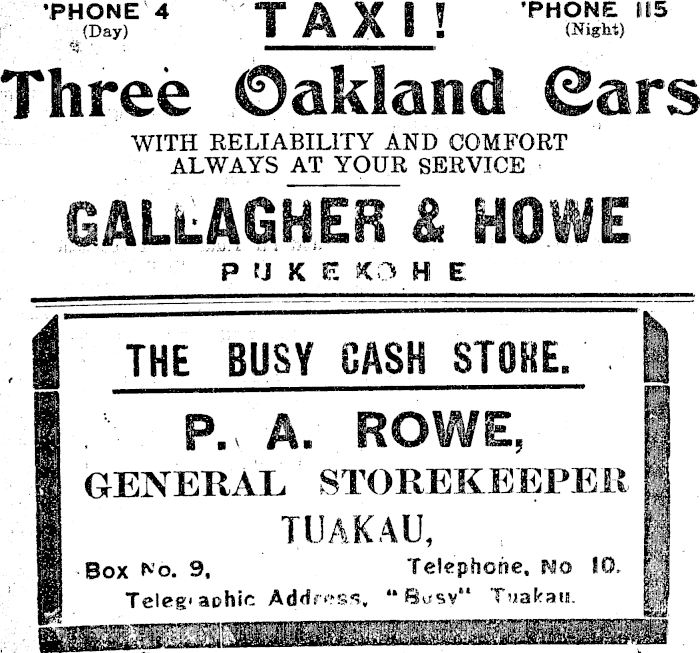 'PHONE 4 TAXI! 'PHONE 115
(Day) (Night)
Three Oakland Cars
WITH RELIABILITY AND COMFORT
ALWAYS AT YOUR SERVICE
GALLAGHER & HOWE
PUKEKOHE
THE BUSY CASH STORE.
P. A. ROWE,
GENERAL STOREKEEPER
TUAKAU,
Box No. 9, Telephone, No 10.
Telegraphic Address, "Busy" Tuakau.